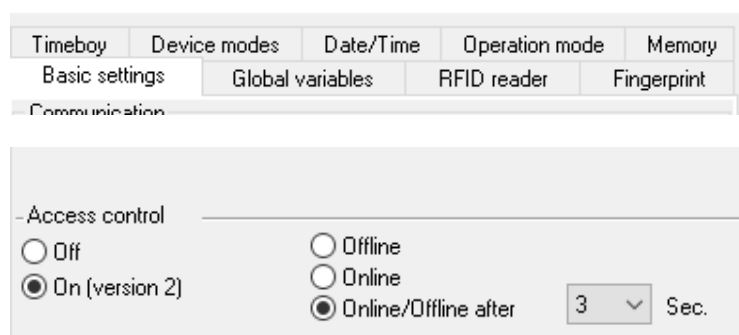 Timeboy Device modes Date/Time Operation mode Memory
Basic settings Global variables RFID reader Fingerprint
Communication
Access control
Off Offline
Online
On (version 2)
Online/Offline after 3 Sec.